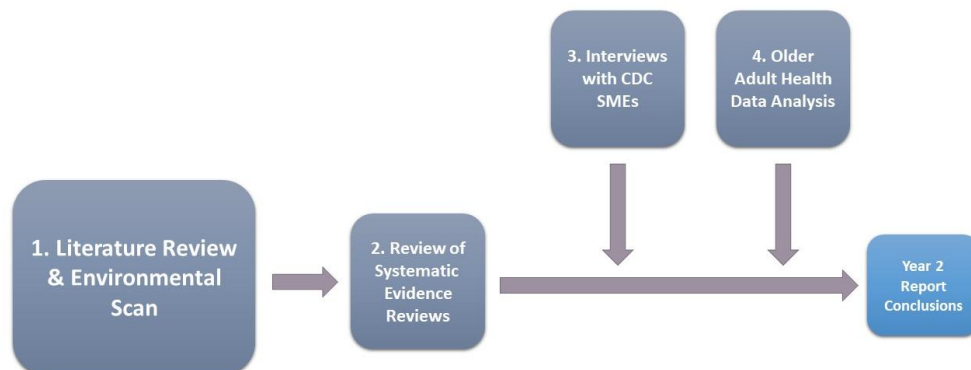 1. Literature Review
& Environmental
Scan
2. Review of
Systematic
Evidence
Reviews
3. Interviews
with CDC
SMEs
4. Older
Adult Health
Data Analysis
Year 2
Report
Conclusions